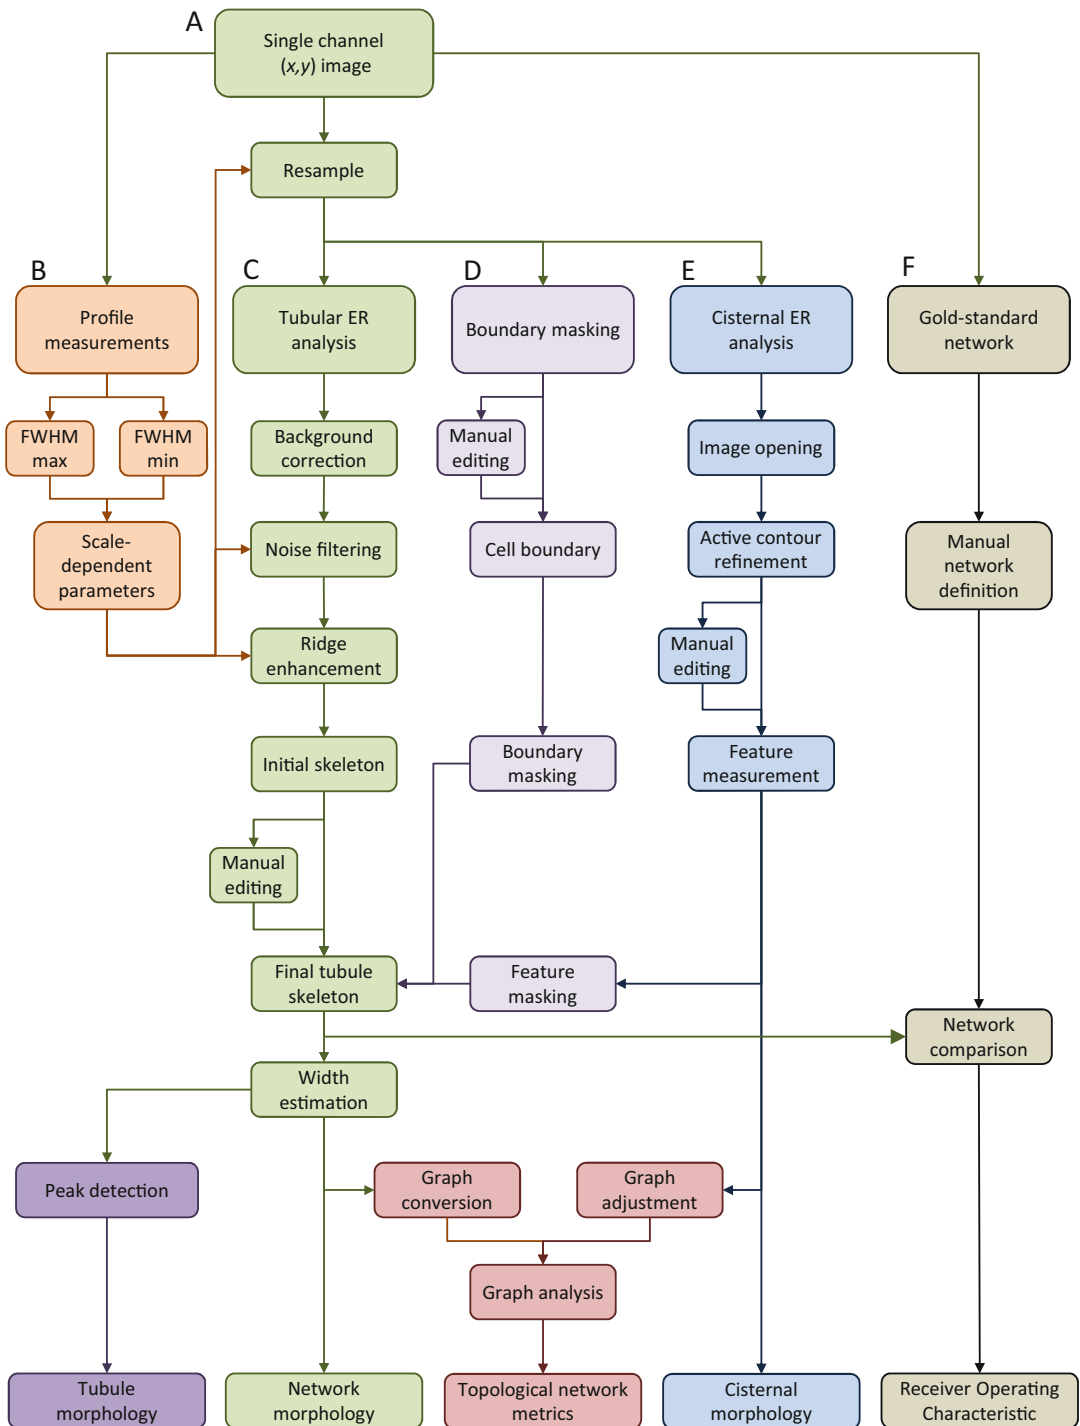 A
Single channel
(x,y) image
Resample
B
C
D
E
F
Profile
measurements
Tubular ER
analysis
Boundary masking
Cisternal ER
analysis
Gold-standard
network
FWHM
max
FWHM
min
Background
correction
Manual
editing
Image opening
Scale-
dependent
parameters
Noise filtering
Cell boundary
Active contour
refinement
Manual
network
definition
Ridge
enhancement
Manual
editing
Initial skeleton
Boundary
masking
Feature
measurement
Manual
editing
Final tubule
skeleton
Feature
masking
Network
comparison
Width
estimation
Peak detection
Graph
conversion
Graph
adjustment
Graph analysis
Tubule
morphology
Network
morphology
Topological network
metrics
Cisternal
morphology
Receiver Operating
Characteristic